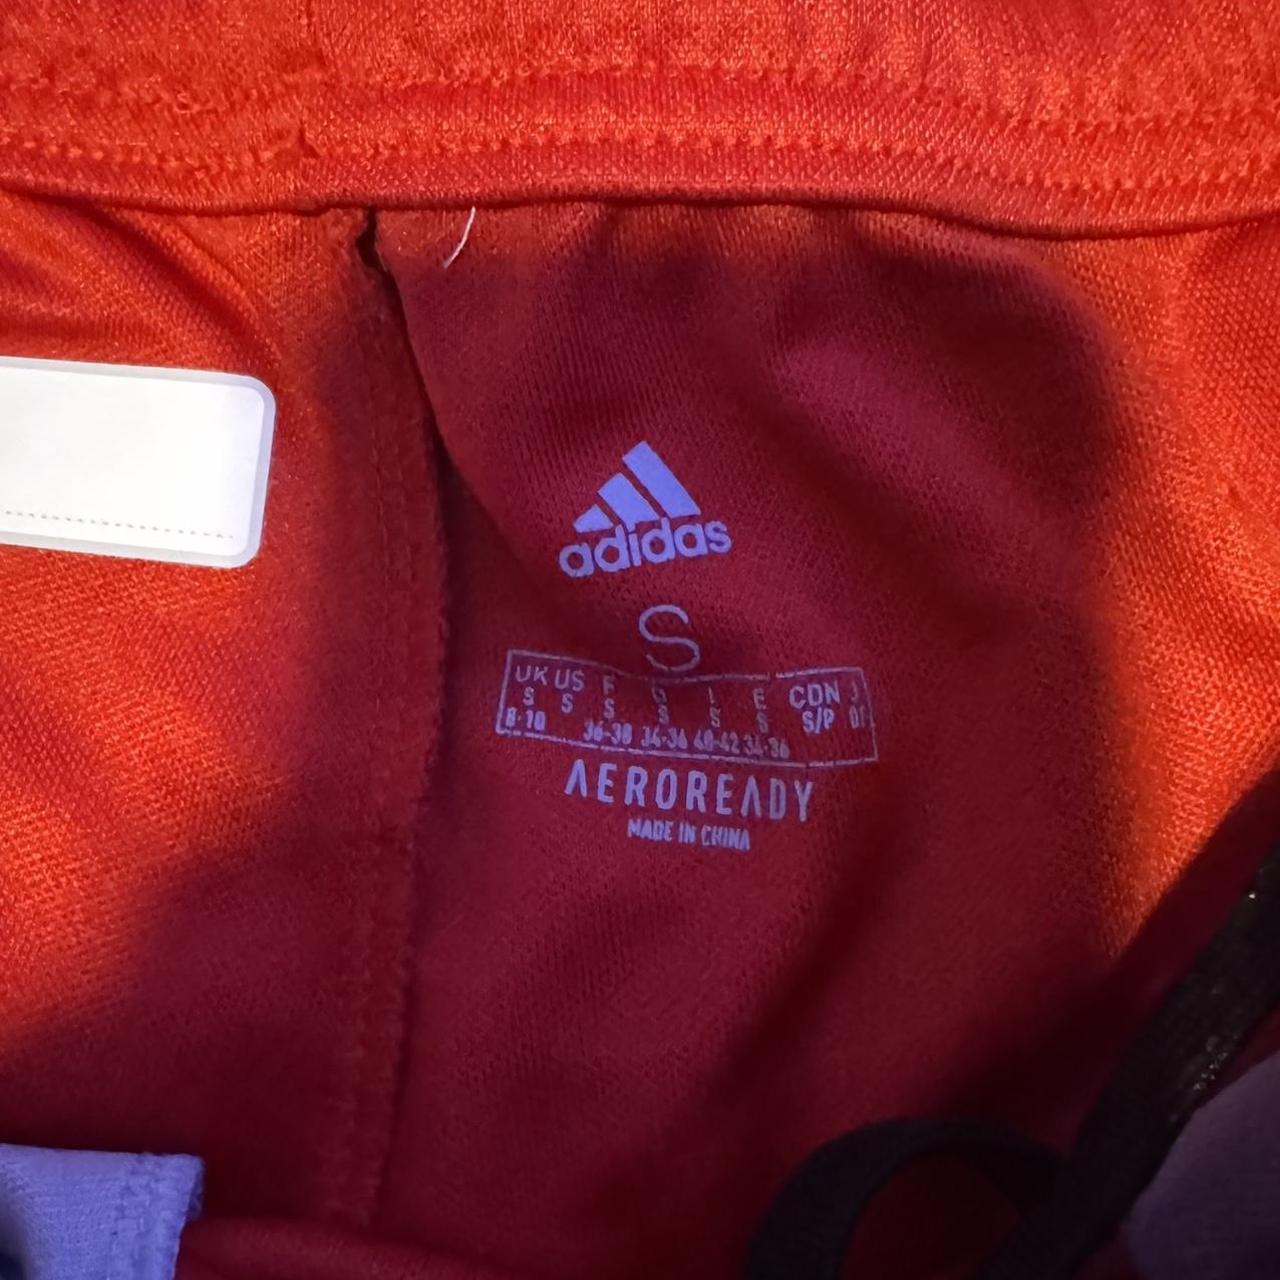 adidas
S
UK US F G I E CDN J
S S S S S S S/P
8-10 36-38 34-36 40-42 34-36
AEROREADY
MADE IN CHINA